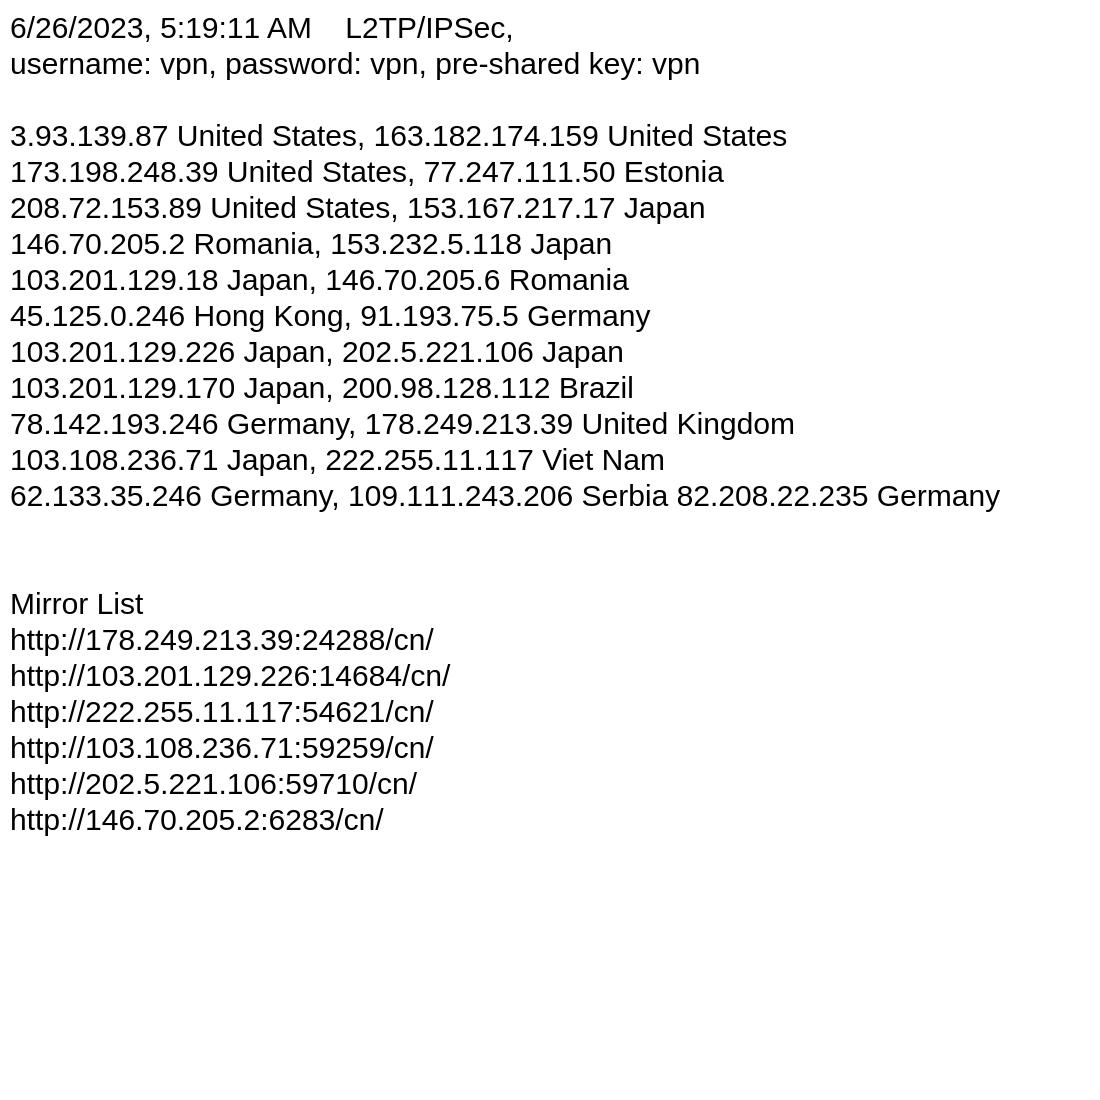 6/26/2023, 5:19:11 AM    L2TP/IPSec,
username: vpn, password: vpn, pre-shared key: vpn
3.93.139.87 United States, 163.182.174.159 United States
173.198.248.39 United States, 77.247.111.50 Estonia
208.72.153.89 United States, 153.167.217.17 Japan
146.70.205.2 Romania, 153.232.5.118 Japan
103.201.129.18 Japan, 146.70.205.6 Romania
45.125.0.246 Hong Kong, 91.193.75.5 Germany
103.201.129.226 Japan, 202.5.221.106 Japan
103.201.129.170 Japan, 200.98.128.112 Brazil
78.142.193.246 Germany, 178.249.213.39 United Kingdom
103.108.236.71 Japan, 222.255.11.117 Viet Nam
62.133.35.246 Germany, 109.111.243.206 Serbia 82.208.22.235 Germany
Mirror List
http://178.249.213.39:24288/cn/
http://103.201.129.226:14684/cn/
http://222.255.11.117:54621/cn/
http://103.108.236.71:59259/cn/
http://202.5.221.106:59710/cn/
http://146.70.205.2:6283/cn/